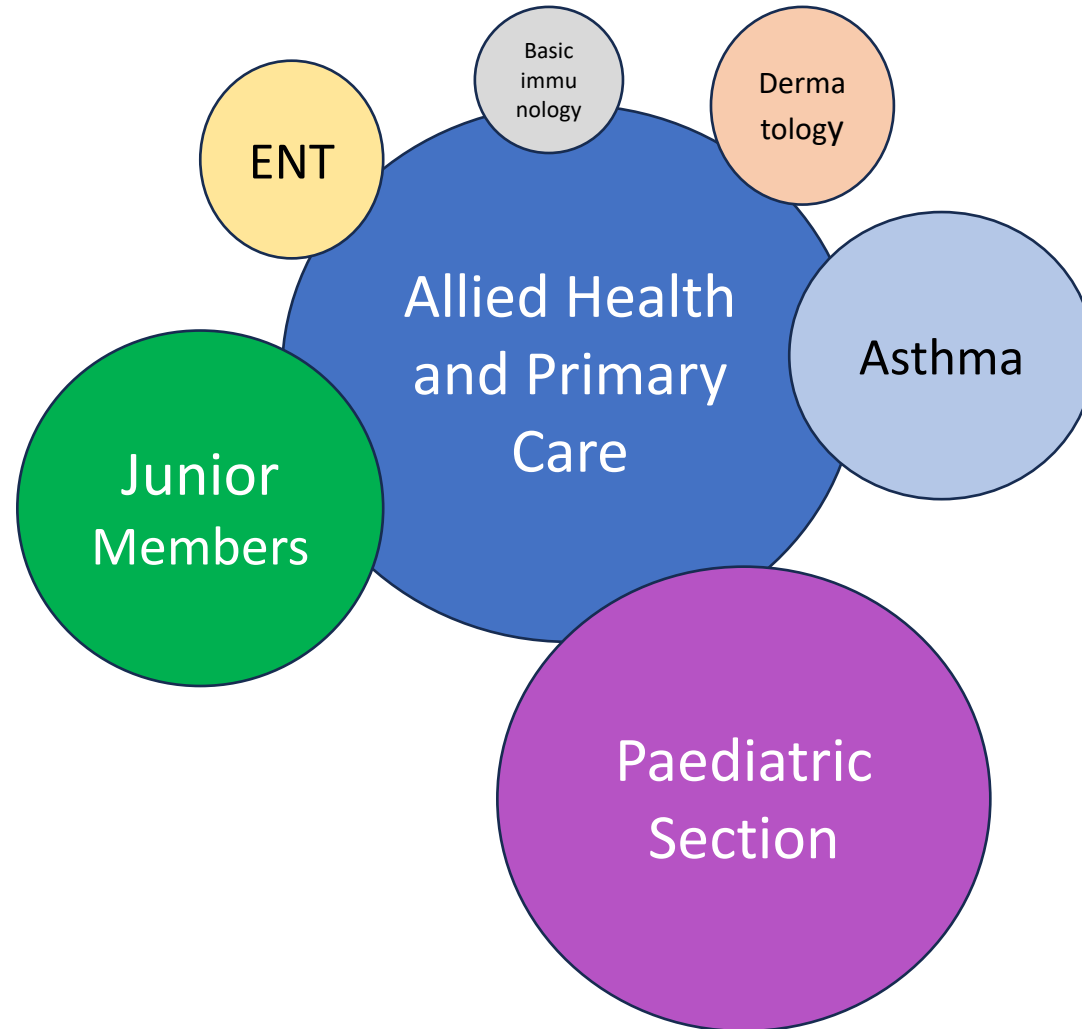 Basic
immu
nology
Derma
tology
ENT
Allied Health
and Primary
Care
Asthma
Junior
Members
Paediatric
Section